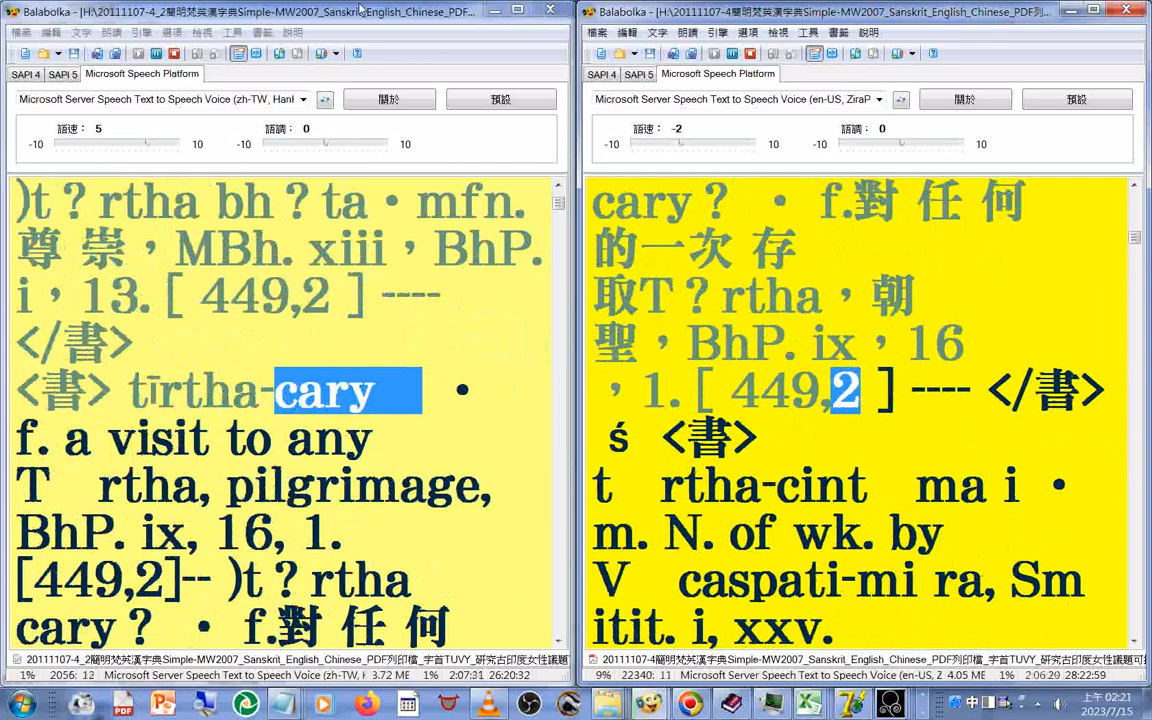 Balabolka - [H:\20111107-4_2簡明梵英漢字典Simple-MW2007_Sanskrit_English_Chinese_PDF...
檔案 編輯 文字 朗讀 引擎 選項 檢視 工具 書籤 說明
SAPI 4 SAPI 5 Microsoft Speech Platform
Microsoft Server Speech Text to Speech Voice (zh-TW, Hanl
關於
預設
語速： 5
語調： 0
-10 10 -10 10
)t？rtha bh？ta‧mfn.
尊 崇，MBh. xiii，BhP.
i，13. [ 449,2 ] ----
</書>
<書> tīrtha-cary ‧
f. a visit to any
T rtha, pilgrimage,
BhP. ix, 16, 1.
[449,2]-- )t？rtha
cary？ ‧ f.對 任 何
20111107-4_2簡明梵英漢字典Simple-MW2007_Sanskrit_English_Chinese_PDF列印檔_字首TUVY_研究古印度女性議題
1% 2056: 12 Microsoft Server Speech Text to Speech Voice (zh-TW, H 3.72 ME 1% 2:07:31 26:20:32
Balabolka - [H:\20111107-4簡明梵英漢字典Simple-MW2007_Sanskrit_English_Chinese_PDF列...
檔案 編輯 文字 朗讀 引擎 選項 檢視 工具 書籤 說明
SAPI 4 SAPI 5 Microsoft Speech Platform
Microsoft Server Speech Text to Speech Voice (en-US, ZiraP
關於
預設
語速： -2
語調： 0
-10 10 -10 10
cary？ ‧ f.對 任 何
的一次 存
取T？rtha，朝
聖，BhP. ix，16
，1. [ 449,2 ] ---- </書>
ś <書>
t rtha-cint ma i ‧
m. N. of wk. by
V caspati-mi ra, Sm
itit. i, xxv.
20111107-4簡明梵英漢字典Simple-MW2007_Sanskrit_English_Chinese_PDF列印檔_字首TUVY_研究古印度女性議題可
9% 22340: 11 Microsoft Server Speech Text to Speech Voice (en-US, Z 4.05 ME 1% 2:06:20 28:22:59
中
上午 02:21
2023/7/15